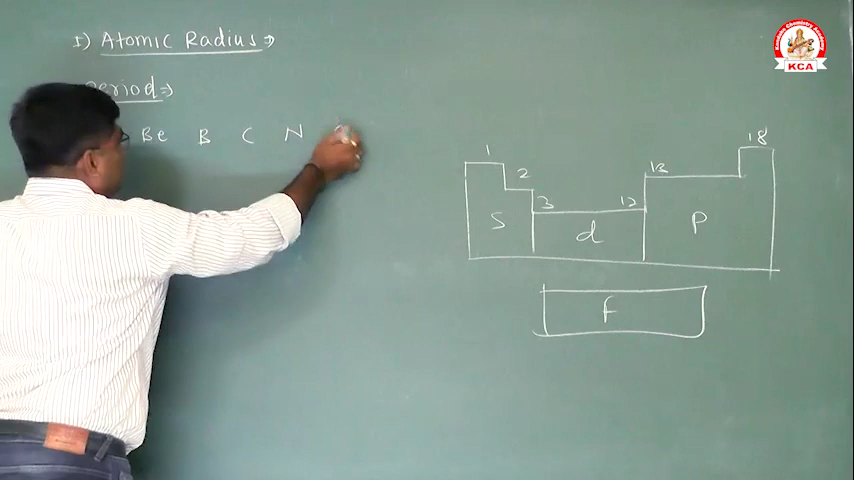 1) Atomic Radius →
Period →
Be B C N
1 18
2 13
3 12
S d P
F
KCA